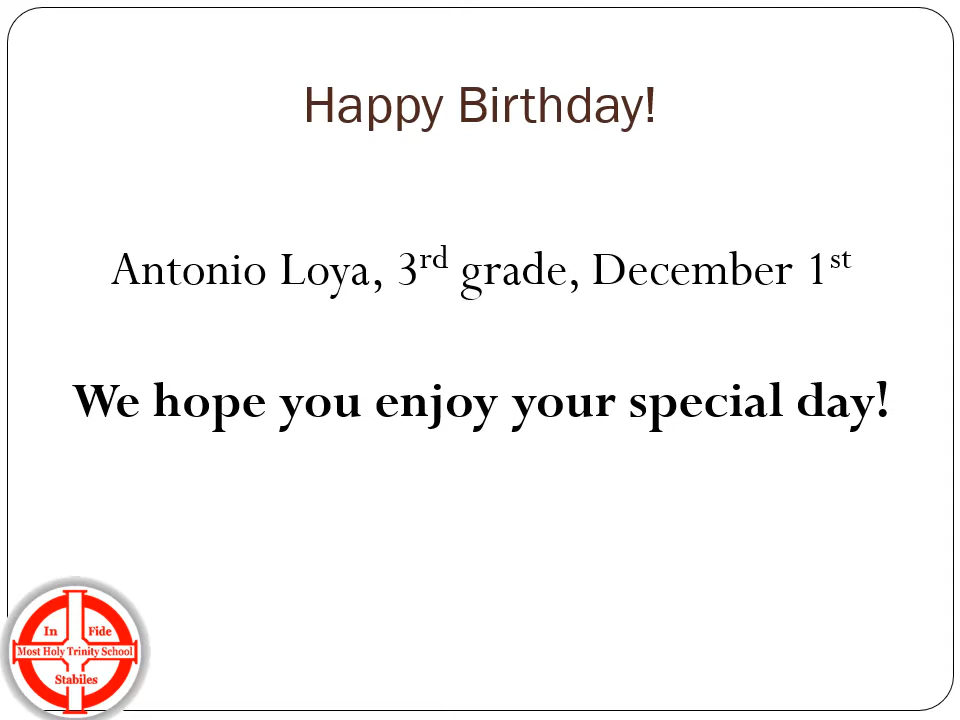 Happy Birthday!
Antonio Loya, 3rd grade, December 1st
We hope you enjoy your special day!
In Fide
Most Holy Trinity School
Stabiles